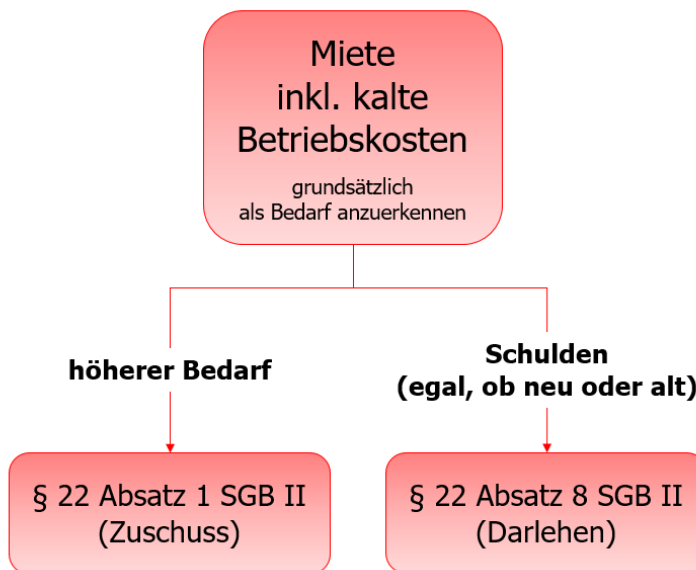 Miete
inkl. kalte
Betriebskosten
grundsätzlich
als Bedarf anzuerkennen
höherer Bedarf
Schulden
(egal, ob neu oder alt)
§ 22 Absatz 1 SGB II
(Zuschuss)
§ 22 Absatz 8 SGB II
(Darlehen)